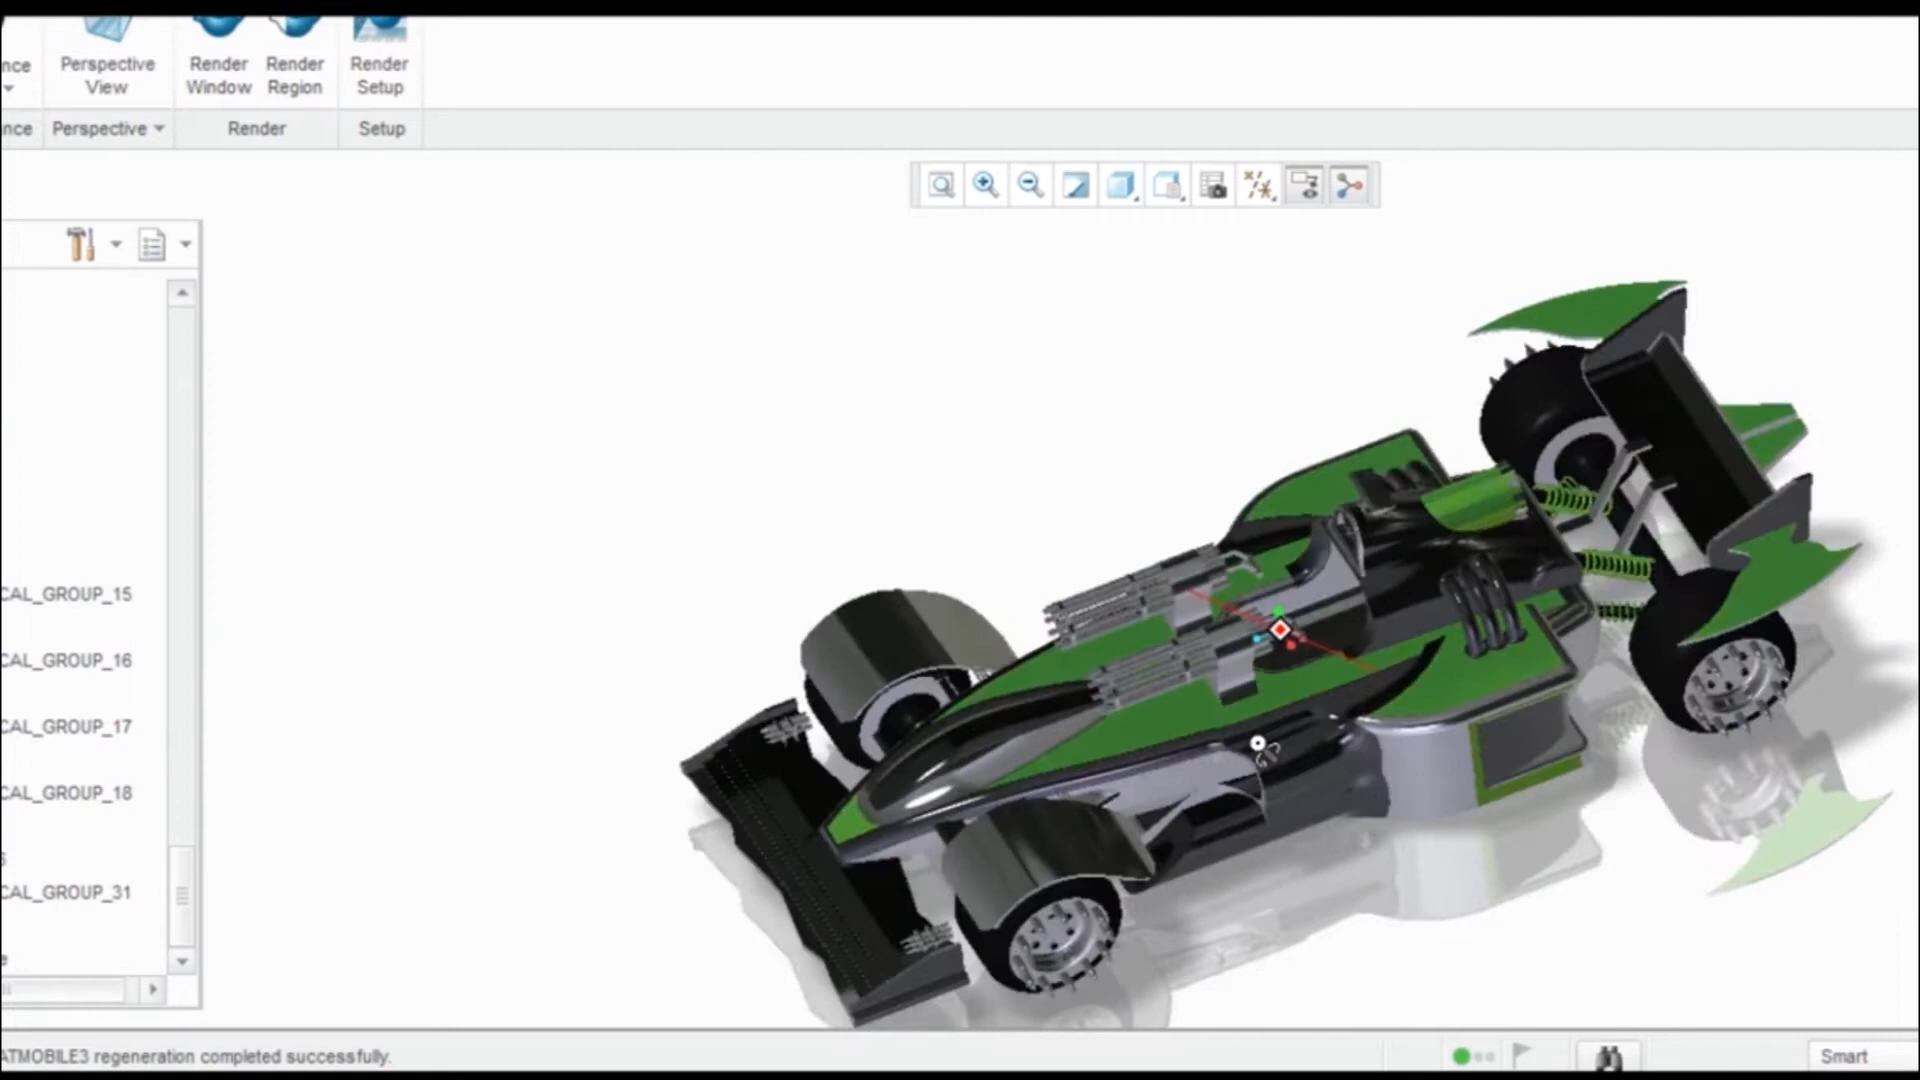 nce
Perspective
View
Render
Window
Render
Region
Render
Setup
nce
Perspective
Render
Setup
CAL_GROUP_15
CAL_GROUP_16
CAL_GROUP_17
CAL_GROUP_18
CAL_GROUP_31
e
ATMOBILE3 regeneration completed successfully.
Smart